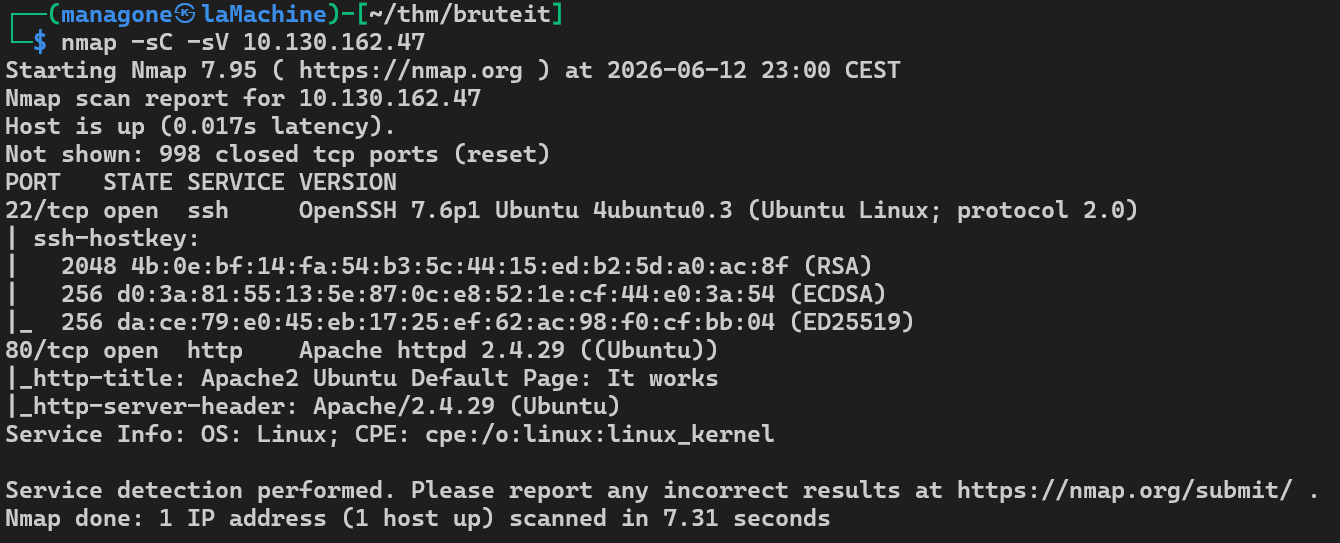 ┌──(managone㉿laMachine)-[~/thm/bruteit]
└─$ nmap -sC -sV 10.130.162.47
Starting Nmap 7.95 ( https://nmap.org ) at 2026-06-12 23:00 CEST
Nmap scan report for 10.130.162.47
Host is up (0.017s latency).
Not shown: 998 closed tcp ports (reset)
PORT   STATE SERVICE VERSION
22/tcp open  ssh     OpenSSH 7.6p1 Ubuntu 4ubuntu0.3 (Ubuntu Linux; protocol 2.0)
| ssh-hostkey:
|   2048 4b:0e:bf:14:fa:54:b3:5c:44:15:ed:b2:5d:a0:ac:8f (RSA)
|   256 d0:3a:81:55:13:5e:87:0c:e8:52:1e:cf:44:e0:3a:54 (ECDSA)
|_  256 da:ce:79:e0:45:eb:17:25:ef:62:ac:98:f0:cf:bb:04 (ED25519)
80/tcp open  http    Apache httpd 2.4.29 ((Ubuntu))
|_http-title: Apache2 Ubuntu Default Page: It works
|_http-server-header: Apache/2.4.29 (Ubuntu)
Service Info: OS: Linux; CPE: cpe:/o:linux:linux_kernel

Service detection performed. Please report any incorrect results at https://nmap.org/submit/ .
Nmap done: 1 IP address (1 host up) scanned in 7.31 seconds